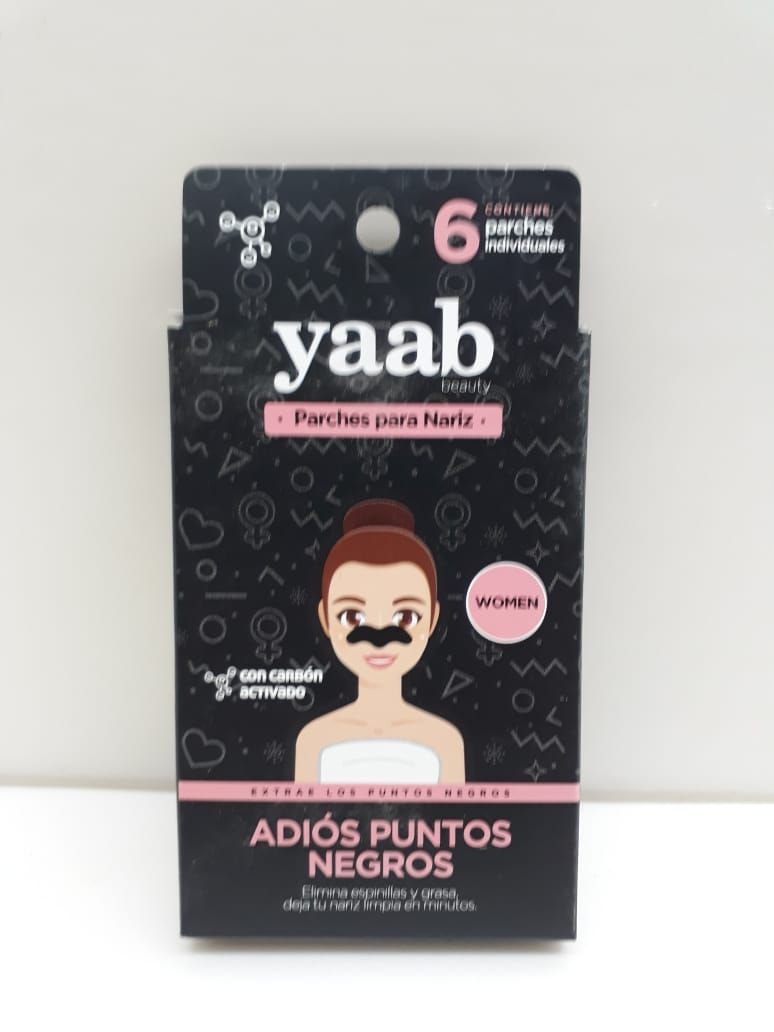 6
CONTIENE:
parches
individuales
yaab
beauty
• Parches para Nariz •
WOMEN
CON CARBÓN
ACTIVADO
EXTRAE LOS PUNTOS NEGROS
ADIÓS PUNTOS
NEGROS
Elimina espinillas y grasa,
deja tu nariz limpia en minutos.